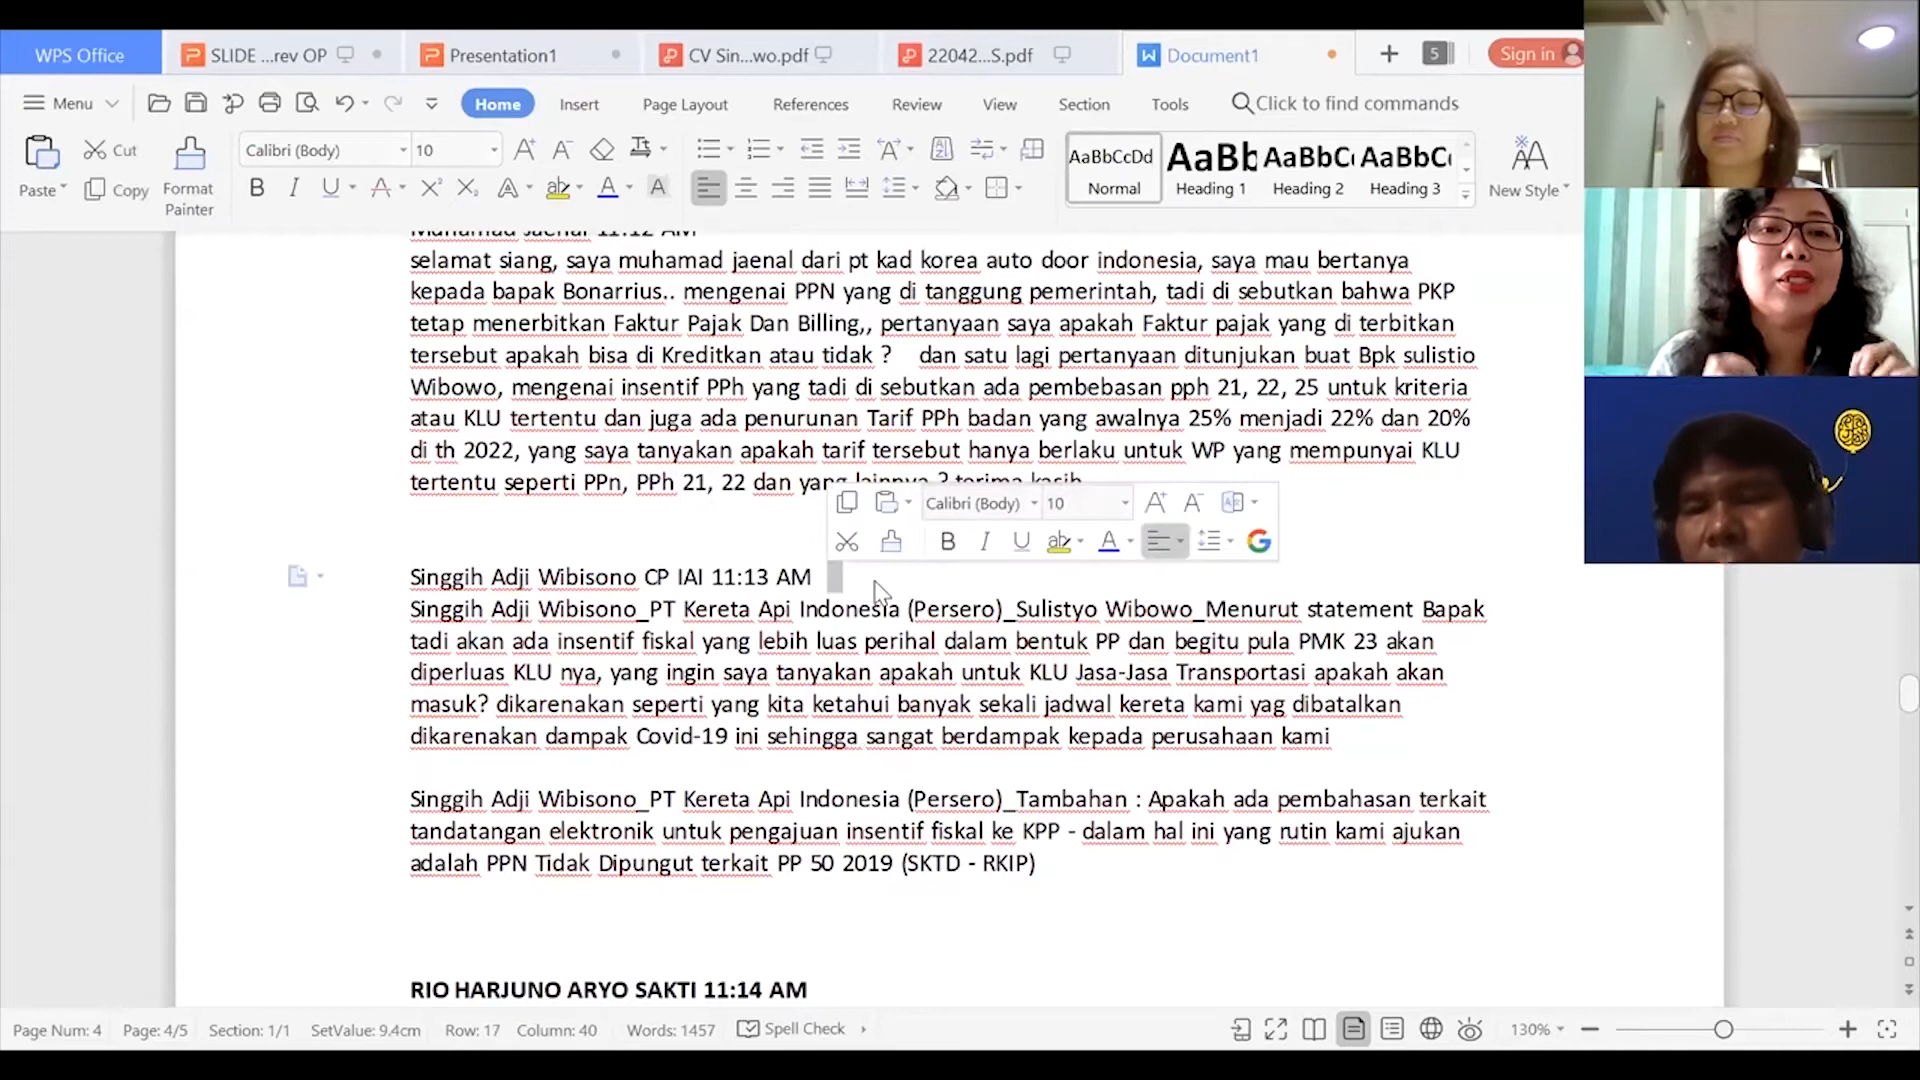 WPS Office
SLIDE ...rev OP
Presentation1
CV Sin...wo.pdf
22042...S.pdf
Document1
5
Sign in
Menu
Home
Insert
Page Layout
References
Review
View
Section
Tools
Click to find commands
Paste
Cut
Copy
Format Painter
Calibri (Body)
10
AaBbCcDd
Normal
AaBb
Heading 1
AaBbC
Heading 2
AaBbC
Heading 3
New Style
Muhamad Jaenal 11:12 AM
selamat siang, saya muhamad jaenal dari pt kad korea auto door indonesia, saya mau bertanya
kepada bapak Bonarrius.. mengenai PPN yang di tanggung pemerintah, tadi di sebutkan bahwa PKP
tetap menerbitkan Faktur Pajak Dan Billing,, pertanyaan saya apakah Faktur pajak yang di terbitkan
tersebut apakah bisa di Kreditkan atau tidak ? dan satu lagi pertanyaan ditunjukan buat Bpk sulistio
Wibowo, mengenai insentif PPh yang tadi di sebutkan ada pembebasan pph 21, 22, 25 untuk kriteria
atau KLU tertentu dan juga ada penurunan Tarif PPh badan yang awalnya 25% menjadi 22% dan 20%
di th 2022, yang saya tanyakan apakah tarif tersebut hanya berlaku untuk WP yang mempunyai KLU
tertentu seperti PPn, PPh 21, 22 dan yang lainnya ? terima kasih
Calibri (Body)
10
Singgih Adji Wibisono CP IAI 11:13 AM
Singgih Adji Wibisono_PT Kereta Api Indonesia (Persero)_Sulistyo Wibowo_Menurut statement Bapak
tadi akan ada insentif fiskal yang lebih luas perihal dalam bentuk PP dan begitu pula PMK 23 akan
diperluas KLU nya, yang ingin saya tanyakan apakah untuk KLU Jasa-Jasa Transportasi apakah akan
masuk? dikarenakan seperti yang kita ketahui banyak sekali jadwal kereta kami yag dibatalkan
dikarenakan dampak Covid-19 ini sehingga sangat berdampak kepada perusahaan kami
Singgih Adji Wibisono_PT Kereta Api Indonesia (Persero)_Tambahan : Apakah ada pembahasan terkait
tandatangan elektronik untuk pengajuan insentif fiskal ke KPP - dalam hal ini yang rutin kami ajukan
adalah PPN Tidak Dipungut terkait PP 50 2019 (SKTD - RKIP)
RIO HARJUNO ARYO SAKTI 11:14 AM
Page Num: 4
Page: 4/5
Section: 1/1
SetValue: 9.4cm
Row: 17
Column: 40
Words: 1457
Spell Check
130%